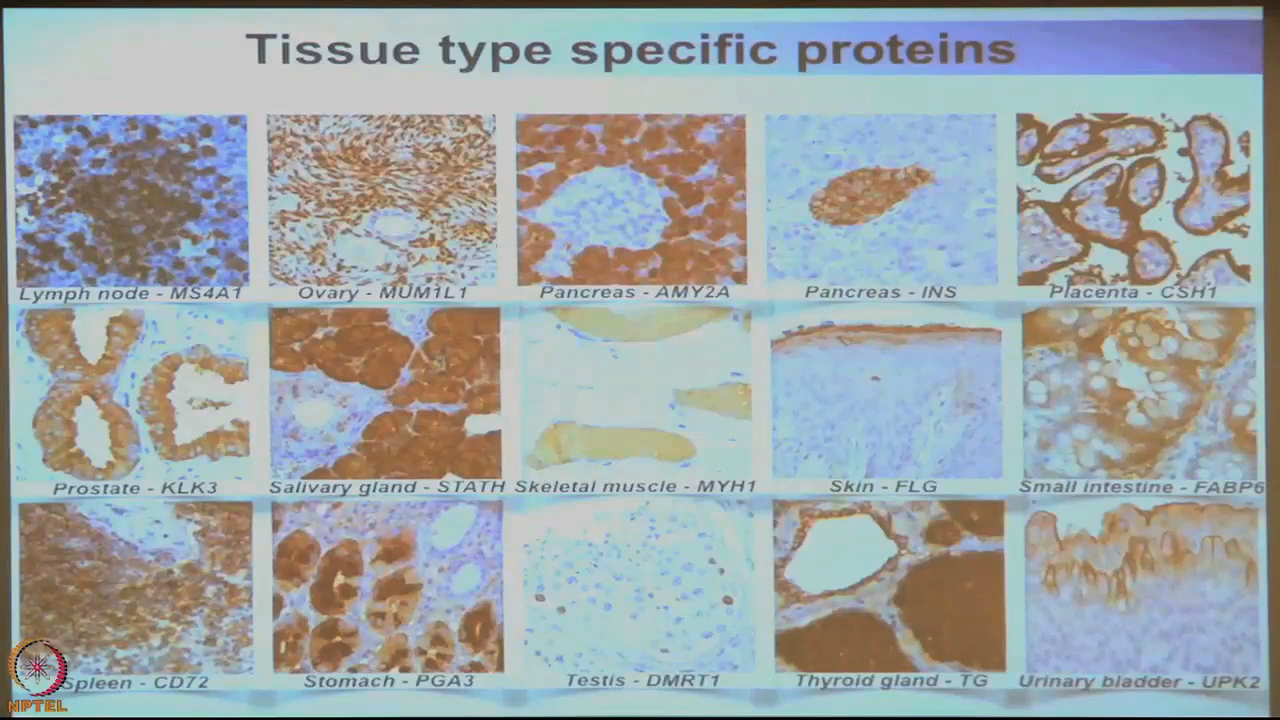 Tissue type specific proteins
Lymph node - MS4A1
Ovary - MUM1L1
Pancreas - AMY2A
Pancreas - INS
Placenta - CSH1
Prostate - KLK3
Salivary gland - STATH
Skeletal muscle - MYH1
Skin - FLG
Small intestine - FABP6
Spleen - CD72
Stomach - PGA3
Testis - DMRT1
Thyroid gland - TG
Urinary bladder - UPK2
NPTEL